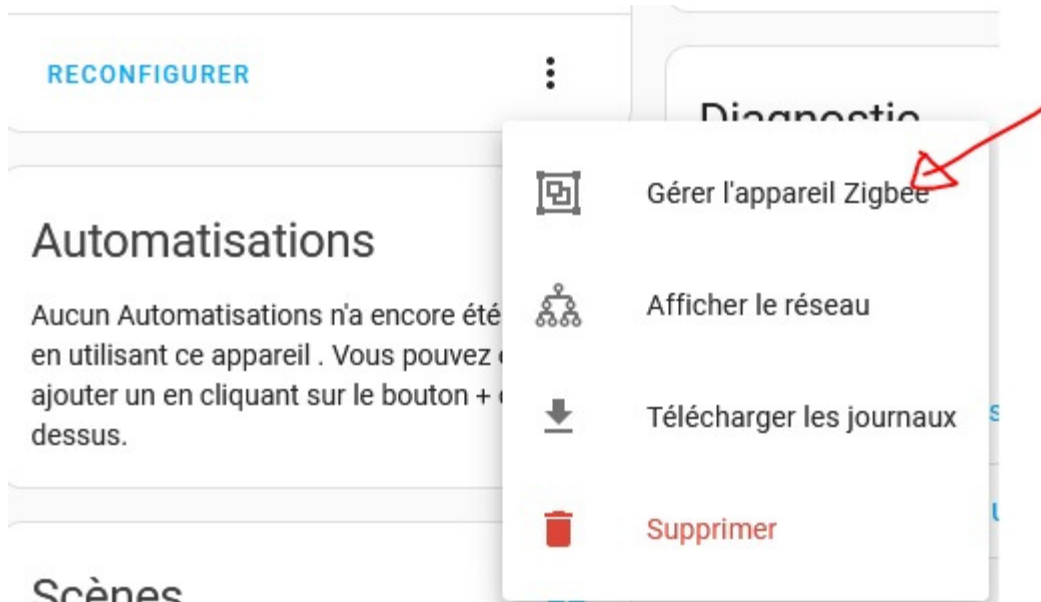 RECONFIGURER
Diagnostic
Gérer l'appareil Zigbee
Afficher le réseau
Télécharger les journaux
Supprimer
Automatisations
Aucun Automatisations n'a encore été
en utilisant ce appareil . Vous pouvez
ajouter un en cliquant sur le bouton +
dessus.
Scènes